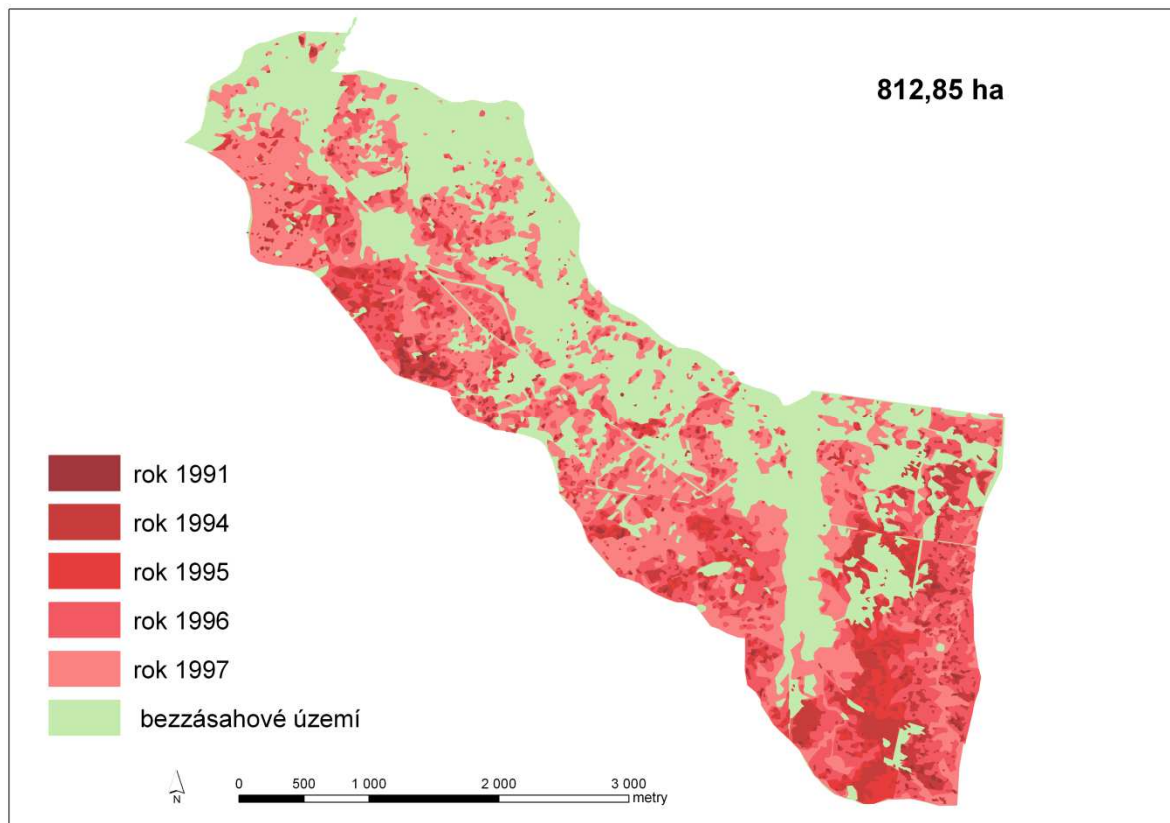 812,85 ha
rok 1991
rok 1994
rok 1995
rok 1996
rok 1997
bezzásahové území
N
0 500 1 000 2 000 3 000
metry